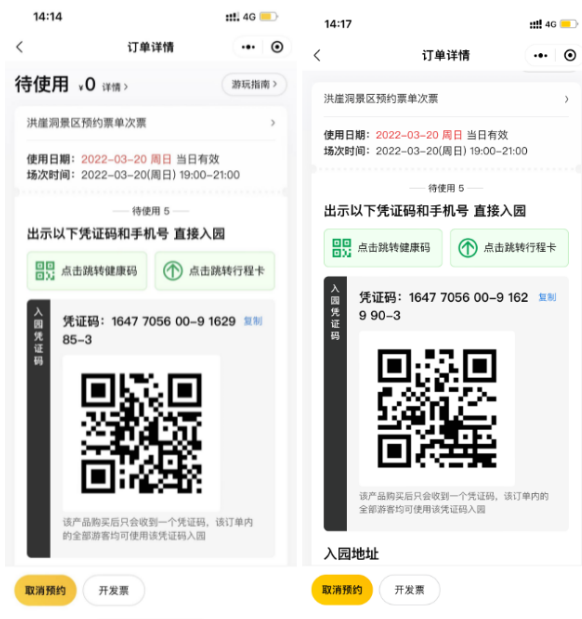 14:14
4G
订单详情
待使用 ¥0 详情>
游玩指南>
洪崖洞景区预约票单次票
使用日期：2022-03-20 周日 当日有效
场次时间：2022-03-20(周日) 19:00-21:00
待使用 5
出示以下凭证码和手机号 直接入园
点击跳转健康码
点击跳转行程卡
入园凭证码
凭证码：1647 7056 00-9 1629 复制
85-3
该产品购买后只会收到一个凭证码，该订单内
的全部游客均可使用该凭证码入园
取消预约
开发票
14:17
4G
订单详情
洪崖洞景区预约票单次票
使用日期：2022-03-20 周日 当日有效
场次时间：2022-03-20(周日) 19:00-21:00
待使用 5
出示以下凭证码和手机号 直接入园
点击跳转健康码
点击跳转行程卡
入园凭证码
凭证码：1647 7056 00-9 162 复制
9 90-3
该产品购买后只会收到一个凭证码，该订单内的
全部游客均可使用该凭证码入园
入园地址
取消预约
开发票